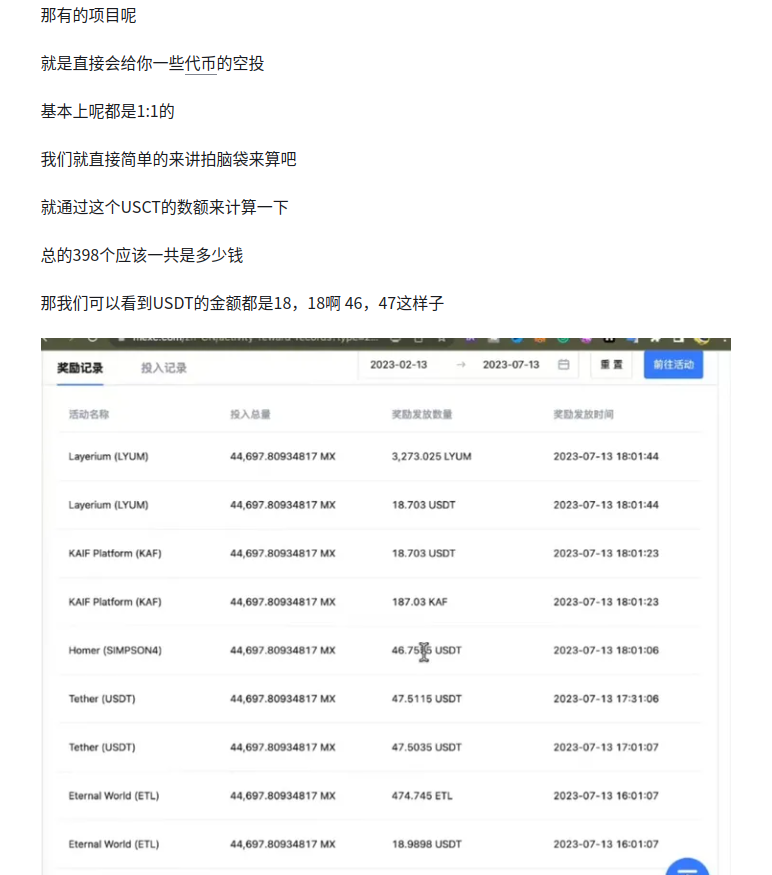 那有的项目呢
就是直接会给你一些代币的空投
基本上呢都是1:1的
我们就直接简单的来讲拍脑袋来算吧
就通过这个USCT的数额来计算一下
总的398个应该一共是多少钱
那我们可以看到USDT的金额都是18，18啊 46，47这样子
奖励记录 投入记录 2023-02-13 → 2023-07-13 重置 前往活动
活动名称 投入总量 奖励发放数量 奖励发放时间
Layerium (LYUM) 44,697.80934817 MX 3,273.025 LYUM 2023-07-13 18:01:44
Layerium (LYUM) 44,697.80934817 MX 18.703 USDT 2023-07-13 18:01:44
KAIF Platform (KAF) 44,697.80934817 MX 18.703 USDT 2023-07-13 18:01:23
KAIF Platform (KAF) 44,697.80934817 MX 187.03 KAF 2023-07-13 18:01:23
Homer (SIMPSON4) 44,697.80934817 MX USDT 2023-07-13 18:01:06
Tether (USDT) 44,697.80934817 MX 47.5115 USDT 2023-07-13 17:31:06
Tether (USDT) 44,697.80934817 MX 47.5035 USDT 2023-07-13 17:01:07
Eternal World (ETL) 44,697.80934817 MX 474.745 ETL 2023-07-13 16:01:07
Eternal World (ETL) 44,697.80934817 MX 18.9898 USDT 2023-07-13 16:01:07